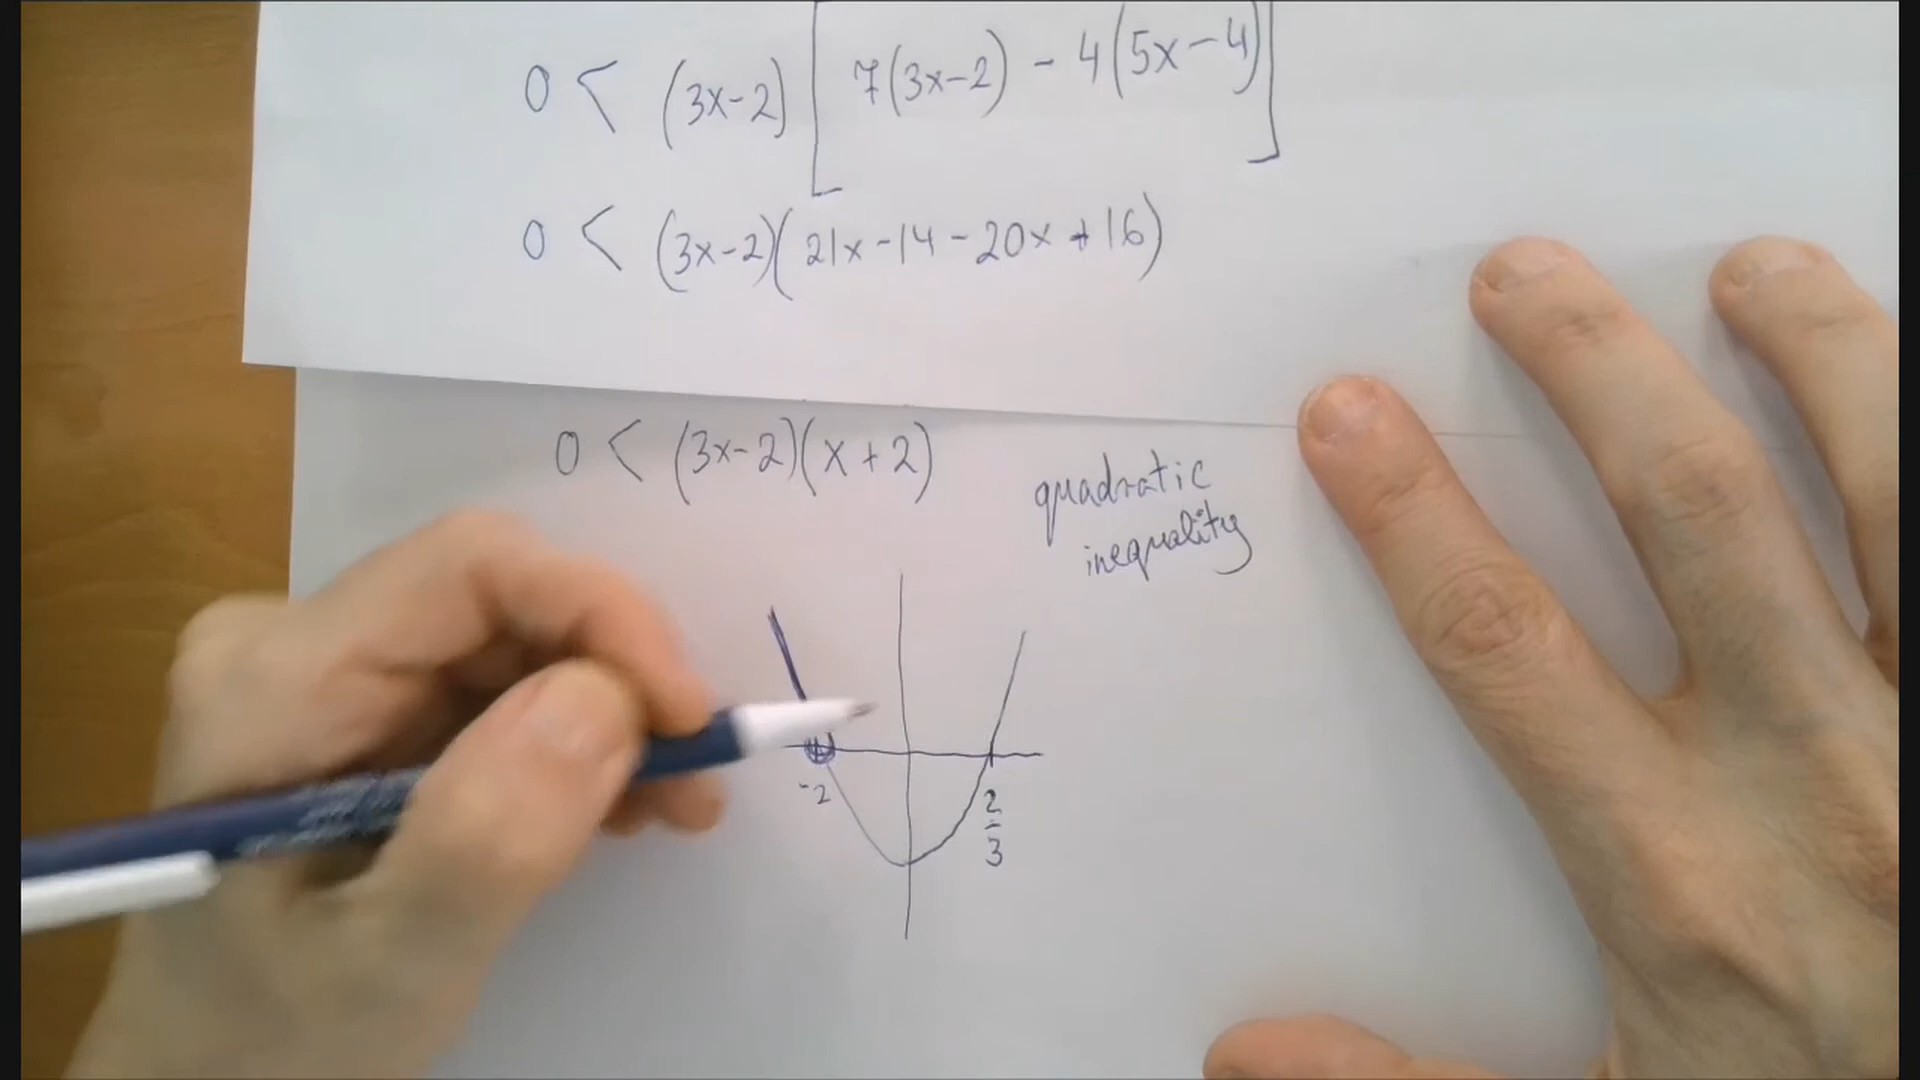 0 < (3x-2) [ 7(3x-2) - 4(5x-4) ]
0 < (3x-2)(21x-14-20x+16)
0 < (3x-2)(x+2)
quadratic
inequality
-2
2/3